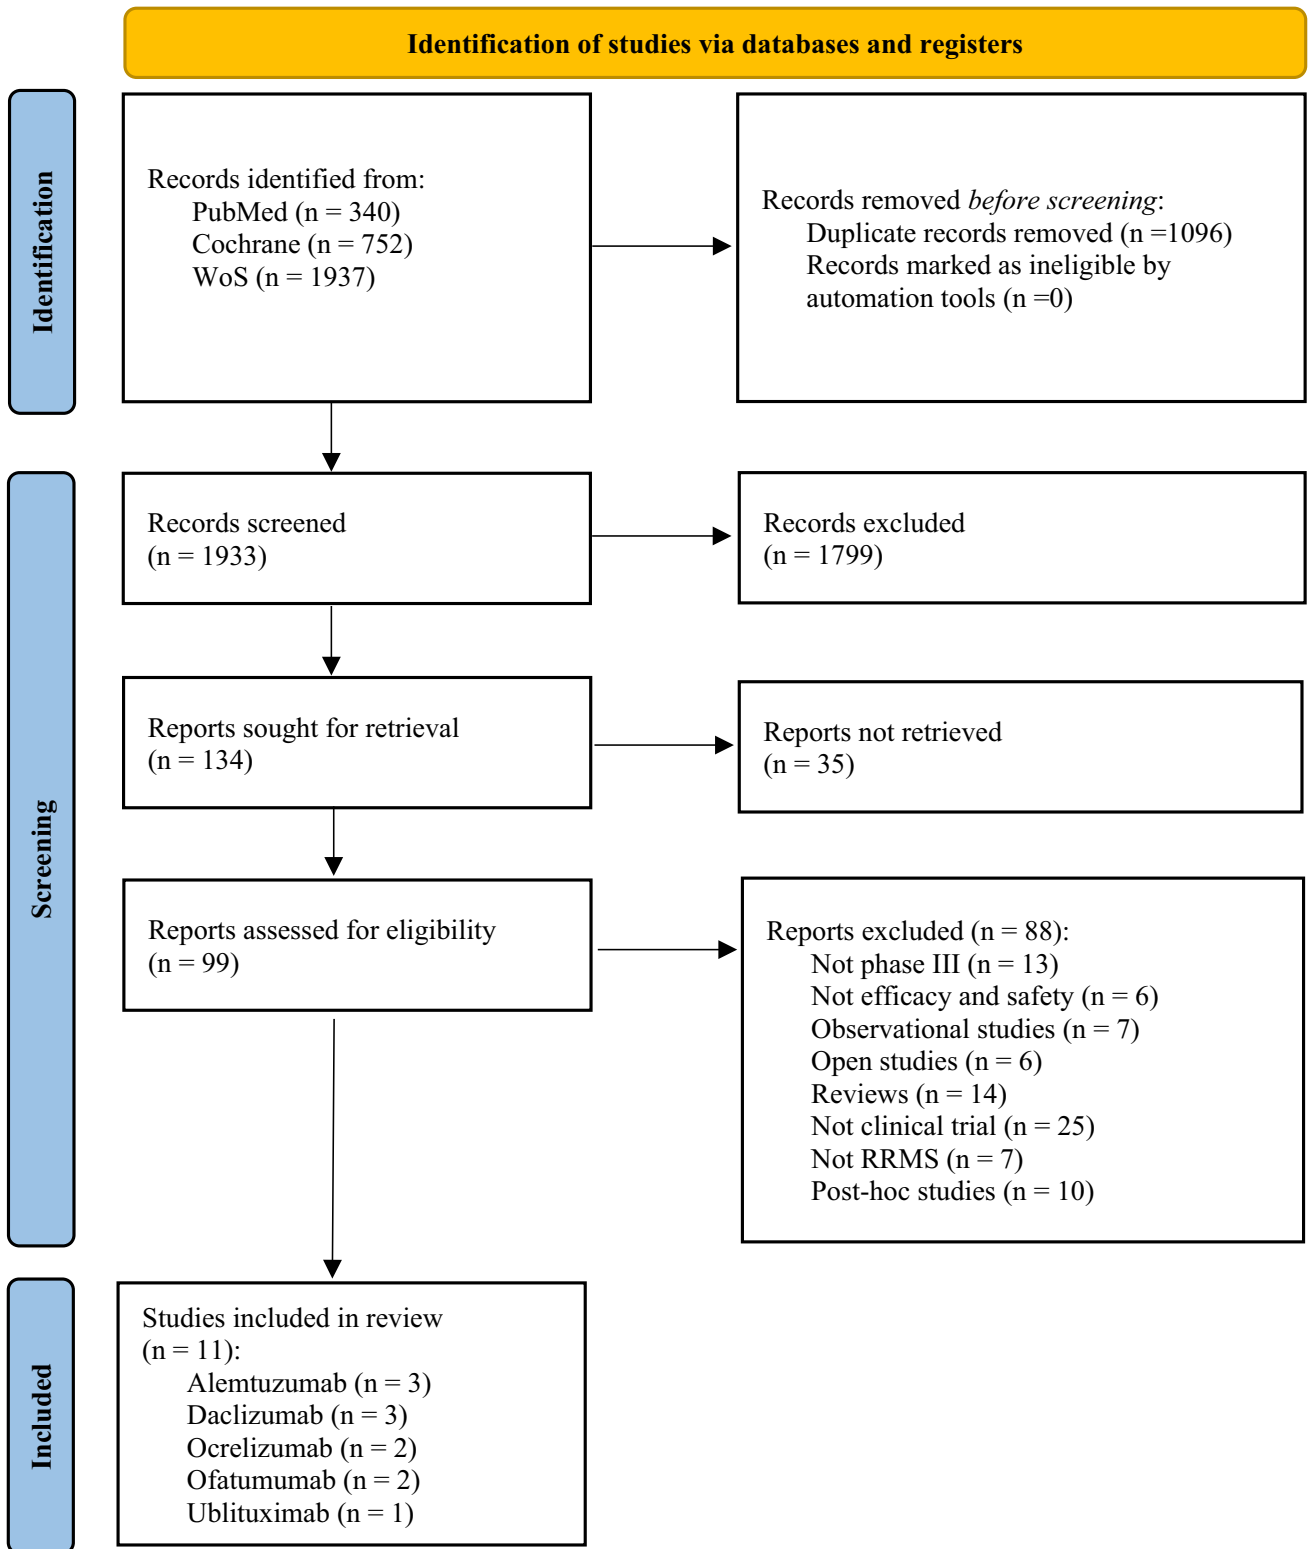 Identification of studies via databases and registers
Identification
Records identified from:
PubMed (n = 340)
Cochrane (n = 752)
WoS (n = 1937)
Records removed before screening:
Duplicate records removed (n =1096)
Records marked as ineligible by
automation tools (n =0)
Screening
Records screened
(n = 1933)
Records excluded
(n = 1799)
Reports sought for retrieval
(n = 134)
Reports not retrieved
(n = 35)
Reports assessed for eligibility
(n = 99)
Reports excluded (n = 88):
Not phase III (n = 13)
Not efficacy and safety (n = 6)
Observational studies (n = 7)
Open studies (n = 6)
Reviews (n = 14)
Not clinical trial (n = 25)
Not RRMS (n = 7)
Post-hoc studies (n = 10)
Included
Studies included in review
(n = 11):
Alemtuzumab (n = 3)
Daclizumab (n = 3)
Ocrelizumab (n = 2)
Ofatumumab (n = 2)
Ublituximab (n = 1)